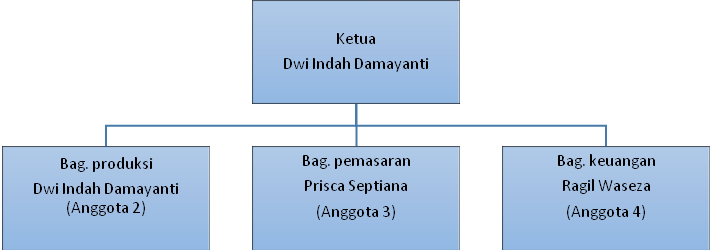 Ketua
Dwi Indah Damayanti
Bag. produksi
Dwi Indah Damayanti
(Anggota 2)
Bag. pemasaran
Prisca Septiana
(Anggota 3)
Bag. keuangan
Ragil Waseza
(Anggota 4)